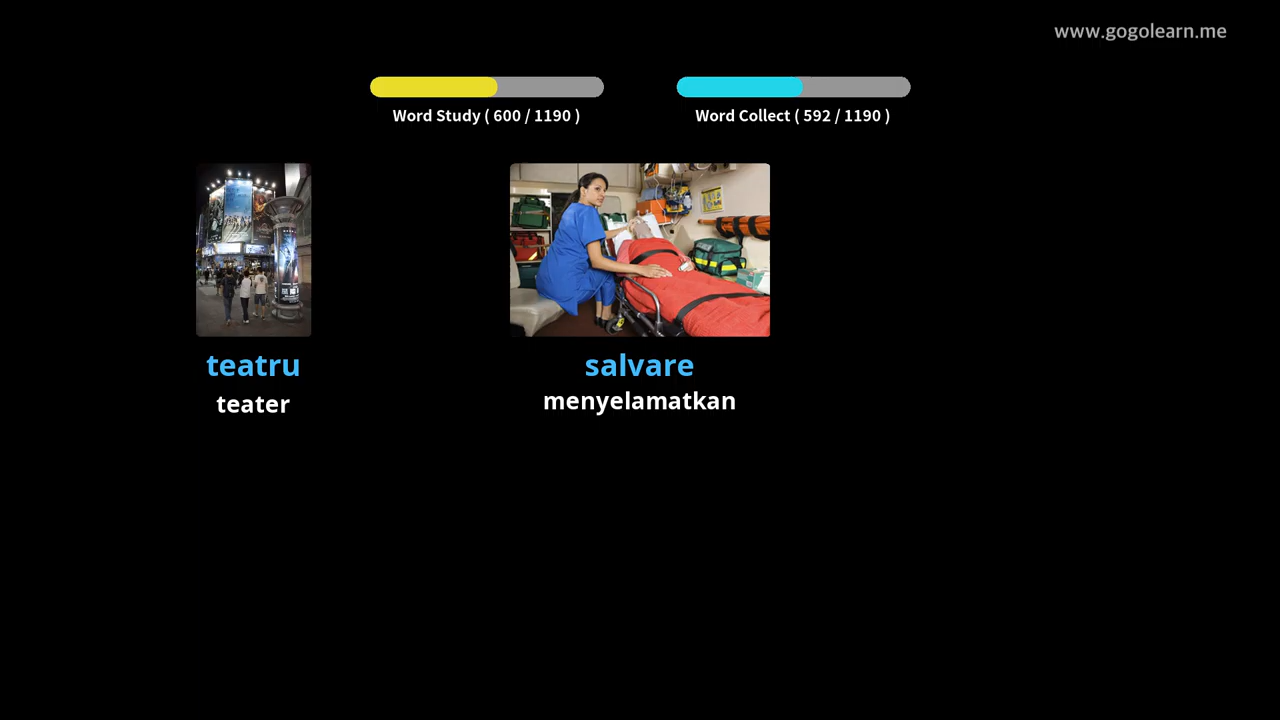 www.gogolearn.me
Word Study ( 600 / 1190 )
Word Collect ( 592 / 1190 )
teatru
teater
salvare
menyelamatkan